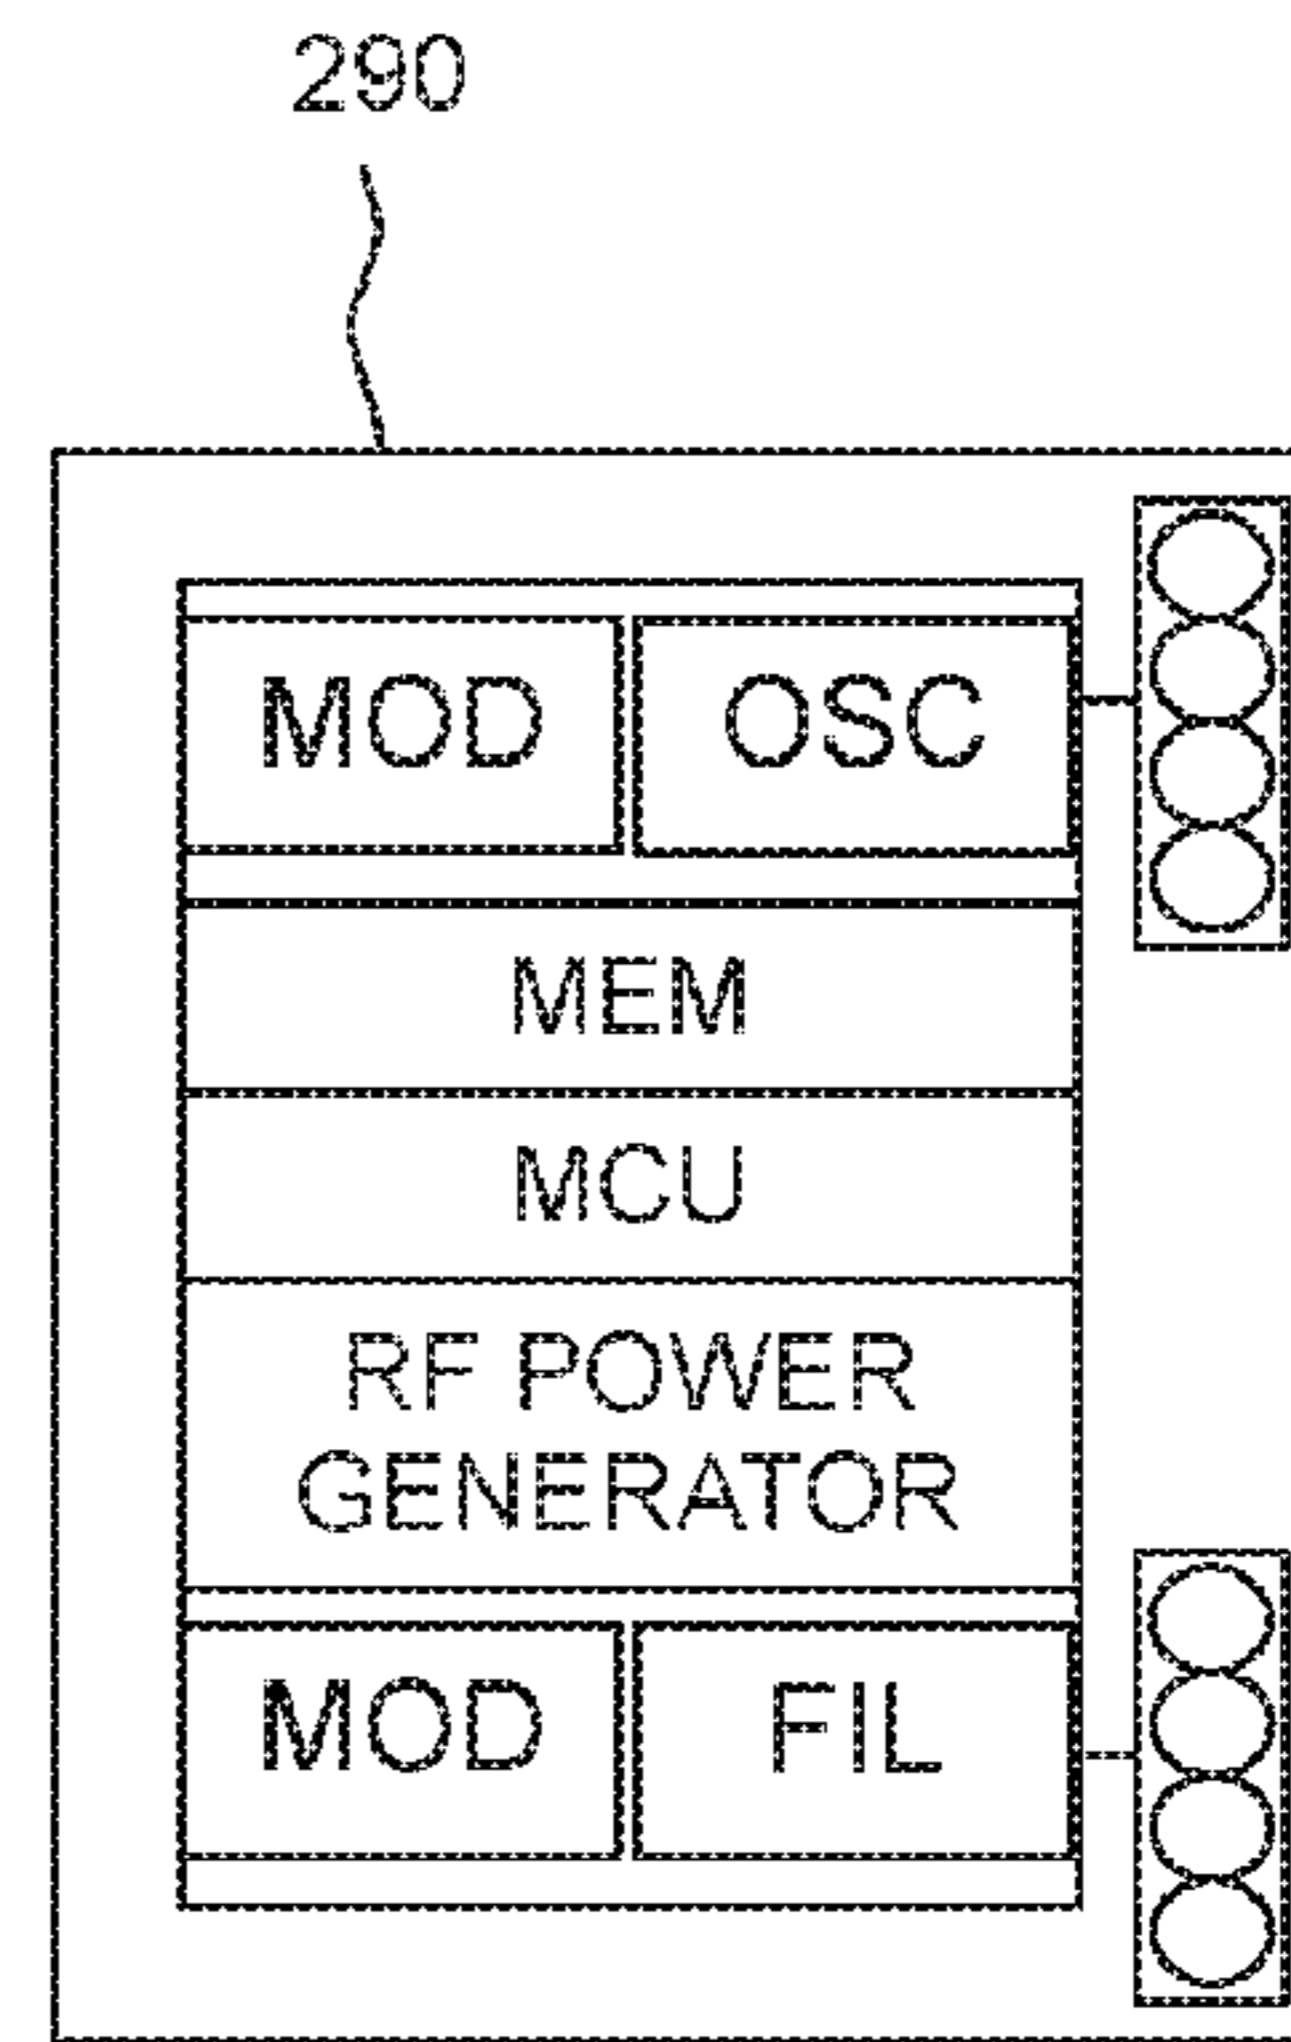 290
MOD OSC
MEM
MCU
RF POWER
GENERATOR
MOD FIL